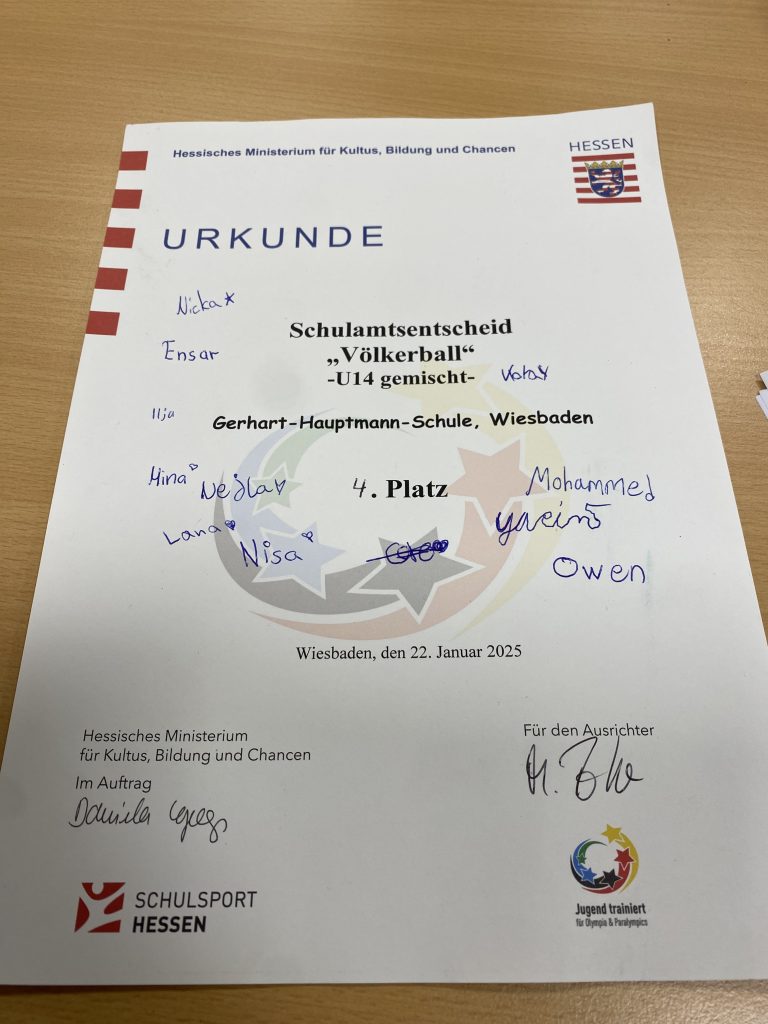 Hessisches Ministerium für Kultus, Bildung und Chancen
HESSEN
URKUNDE
Nicka
Schulamtsentscheid
Ensar
„Völkerball“
-U14 gemischt-
Ilja
Gerhart-Hauptmann-Schule, Wiesbaden
Mina
Nejla
4. Platz
Mohammed
Lana
Nisa
Owen
Wiesbaden, den 22. Januar 2025
Hessisches Ministerium
für Kultus, Bildung und Chancen
Für den Ausrichter
Im Auftrag
Daniela
SCHULSPORT
HESSEN
Jugend trainiert
für Olympia & Paralympics